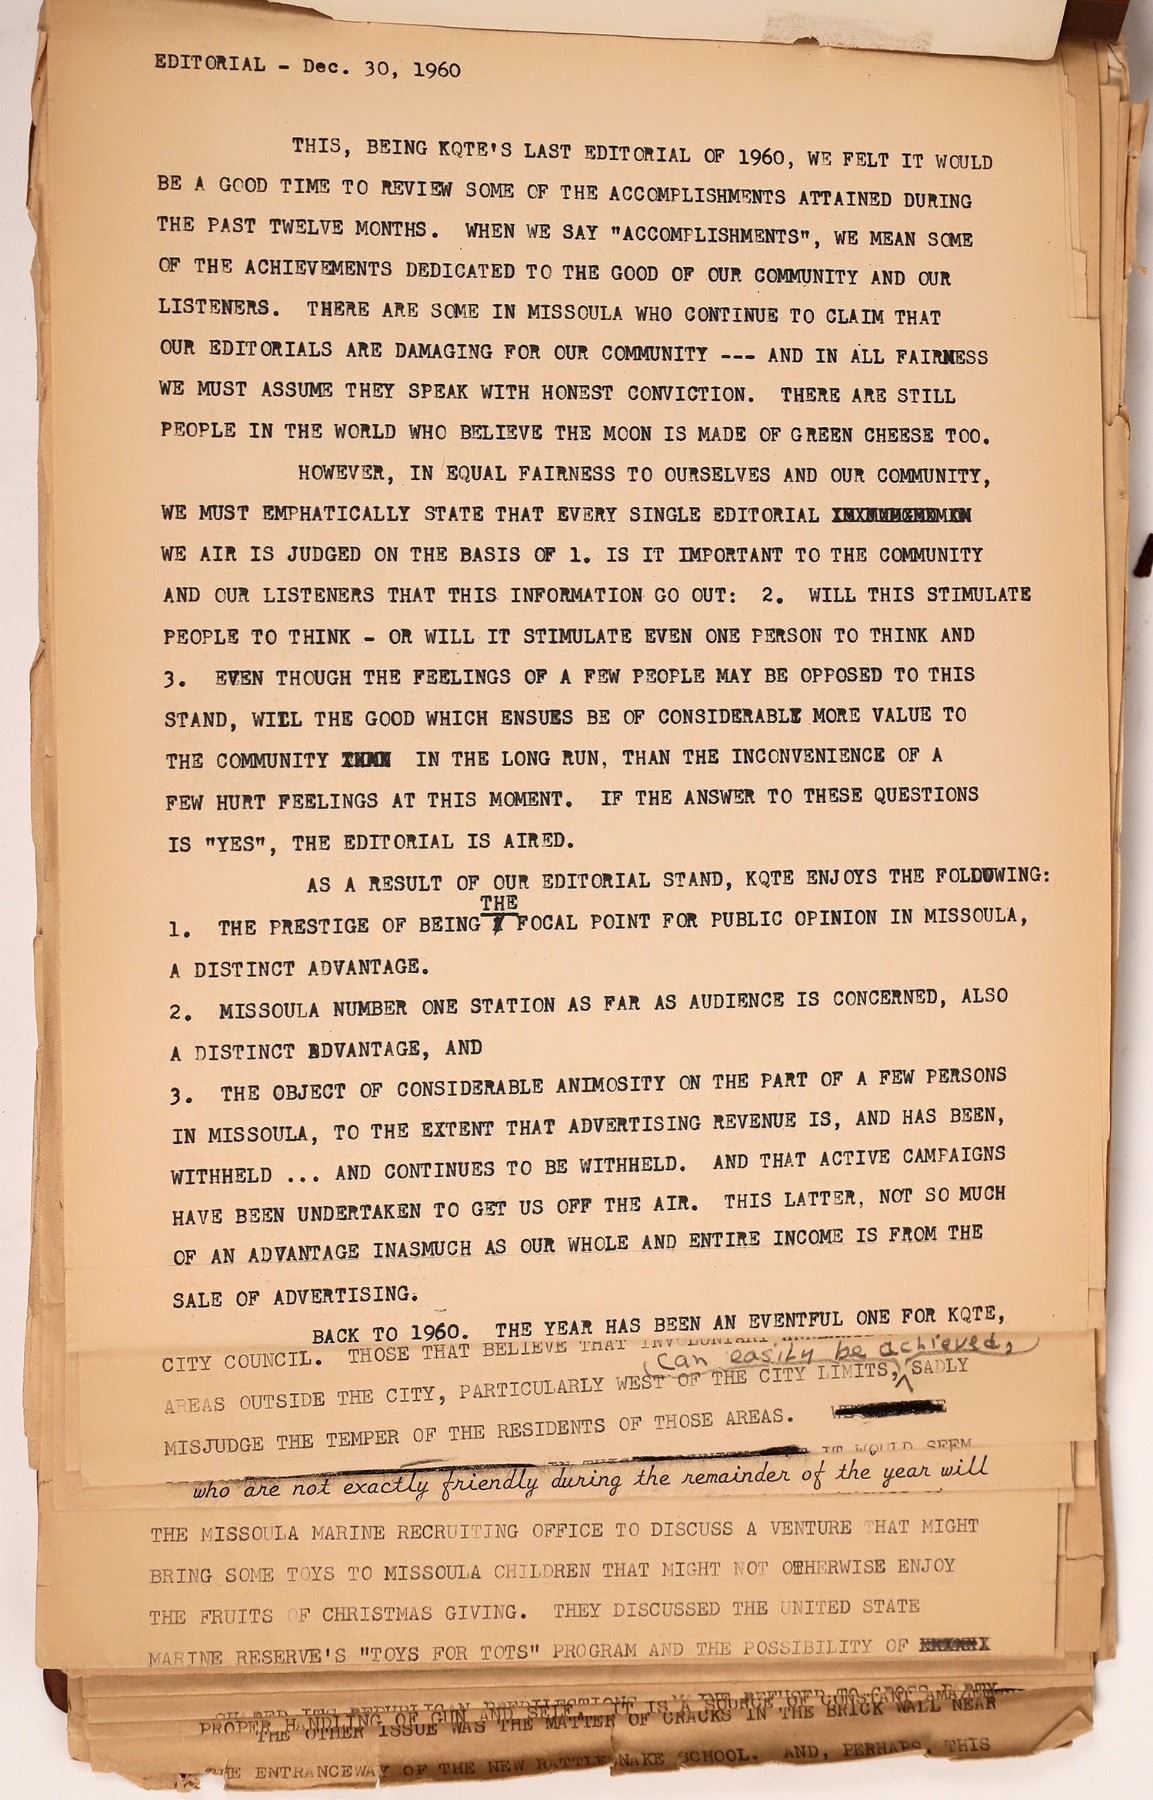 EDITORIAL - Dec. 30, 1960
THIS, BEING KQTE'S LAST EDITORIAL OF 1960, WE FELT IT WOULD
BE A GOOD TIME TO REVIEW SOME OF THE ACCOMPLISHMENTS ATTAINED DURING
THE PAST TWELVE MONTHS. WHEN WE SAY "ACCOMPLISHMENTS", WE MEAN SOME
OF THE ACHIEVEMENTS DEDICATED TO THE GOOD OF OUR COMMUNITY AND OUR
LISTENERS. THERE ARE SOME IN MISSOULA WHO CONTINUE TO CLAIM THAT
OUR EDITORIALS ARE DAMAGING FOR OUR COMMUNITY --- AND IN ALL FAIRNESS
WE MUST ASSUME THEY SPEAK WITH HONEST CONVICTION. THERE ARE STILL
PEOPLE IN THE WORLD WHO BELIEVE THE MOON IS MADE OF GREEN CHEESE TOO.
HOWEVER, IN EQUAL FAIRNESS TO OURSELVES AND OUR COMMUNITY,
WE MUST EMPHATICALLY STATE THAT EVERY SINGLE EDITORIAL
WE AIR IS JUDGED ON THE BASIS OF 1. IS IT IMPORTANT TO THE COMMUNITY
AND OUR LISTENERS THAT THIS INFORMATION GO OUT: 2. WILL THIS STIMULATE
PEOPLE TO THINK - OR WILL IT STIMULATE EVEN ONE PERSON TO THINK AND
3. EVEN THOUGH THE FEELINGS OF A FEW PEOPLE MAY BE OPPOSED TO THIS
STAND, WILL THE GOOD WHICH ENSUES BE OF CONSIDERABLE MORE VALUE TO
THE COMMUNITY IN THE LONG RUN, THAN THE INCONVENIENCE OF A
FEW HURT FEELINGS AT THIS MOMENT. IF THE ANSWER TO THESE QUESTIONS
IS "YES", THE EDITORIAL IS AIRED.
AS A RESULT OF OUR EDITORIAL STAND, KQTE ENJOYS THE FOLLOWING:
THE
1. THE PRESTIGE OF BEING FOCAL POINT FOR PUBLIC OPINION IN MISSOULA,
A DISTINCT ADVANTAGE.
2. MISSOULA NUMBER ONE STATION AS FAR AS AUDIENCE IS CONCERNED, ALSO
A DISTINCT ADVANTAGE, AND
3. THE OBJECT OF CONSIDERABLE ANIMOSITY ON THE PART OF A FEW PERSONS
IN MISSOULA, TO THE EXTENT THAT ADVERTISING REVENUE IS, AND HAS BEEN,
WITHHELD ... AND CONTINUES TO BE WITHHELD. AND THAT ACTIVE CAMPAIGNS
HAVE BEEN UNDERTAKEN TO GET US OFF THE AIR. THIS LATTER, NOT SO MUCH
OF AN ADVANTAGE INASMUCH AS OUR WHOLE AND ENTIRE INCOME IS FROM THE
SALE OF ADVERTISING.
BACK TO 1960. THE YEAR HAS BEEN AN EVENTFUL ONE FOR KQTE,
CITY COUNCIL. THOSE THAT BELIEVE THAT INVOLUNTARY
can easily be achieved,
AREAS OUTSIDE THE CITY, PARTICULARLY WEST OF THE CITY LIMITS, SADLY
MISJUDGE THE TEMPER OF THE RESIDENTS OF THOSE AREAS.
IT WOULD SEEM
who are not exactly friendly during the remainder of the year will
THE MISSOULA MARINE RECRUITING OFFICE TO DISCUSS A VENTURE THAT MIGHT
BRING SOME TOYS TO MISSOULA CHILDREN THAT MIGHT NOT OTHERWISE ENJOY
THE FRUITS OF CHRISTMAS GIVING. THEY DISCUSSED THE UNITED STATE
MARINE RESERVE'S "TOYS FOR TOTS" PROGRAM AND THE POSSIBILITY OF
IT IS A SOURCE OF CONSTANT
PROPER HANDLING OF GUN AND SELF.
THE OTHER ISSUE WAS THE MATTER OF CRACKS IN THE BRICK WALL NEAR
THE ENTRANCEWAY OF THE NEW RATTLESNAKE SCHOOL. AND, PERHAPS, THIS